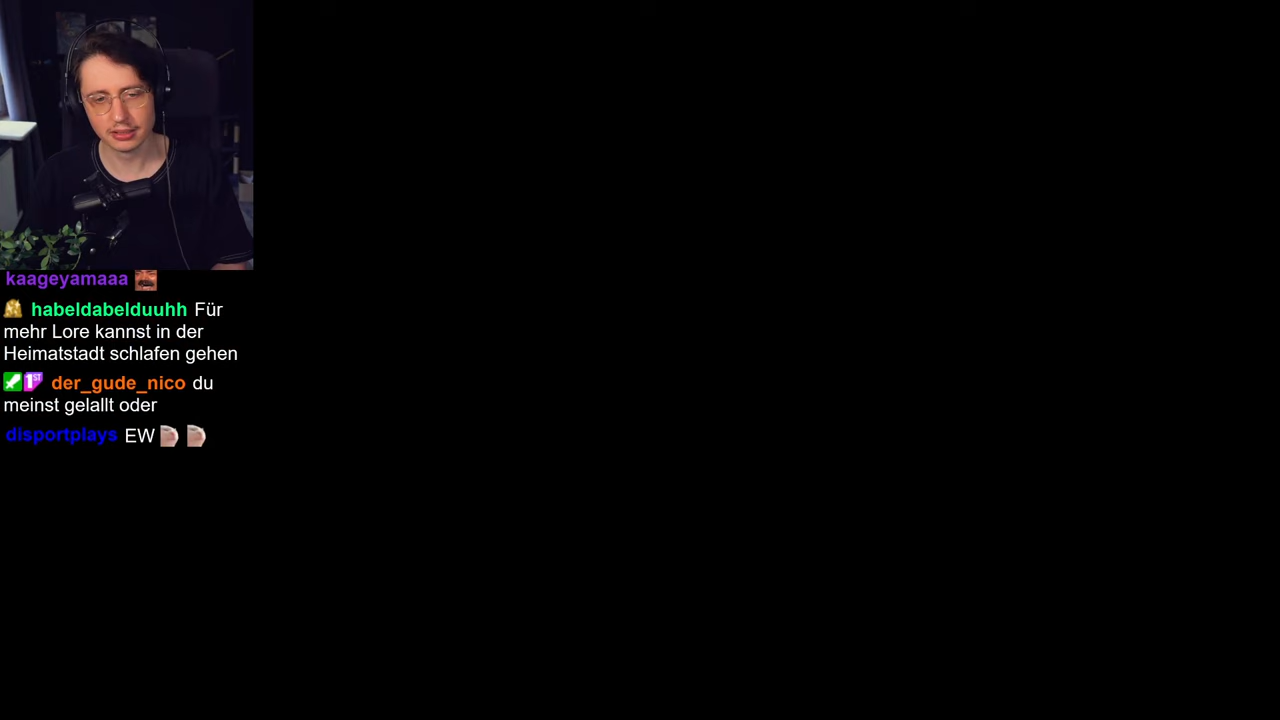 kaageyamaaa
habeldabelduuhh Für
mehr Lore kannst in der
Heimatstadt schlafen gehen
der_gude_nico du
meinst gelallt oder
disportplays EW